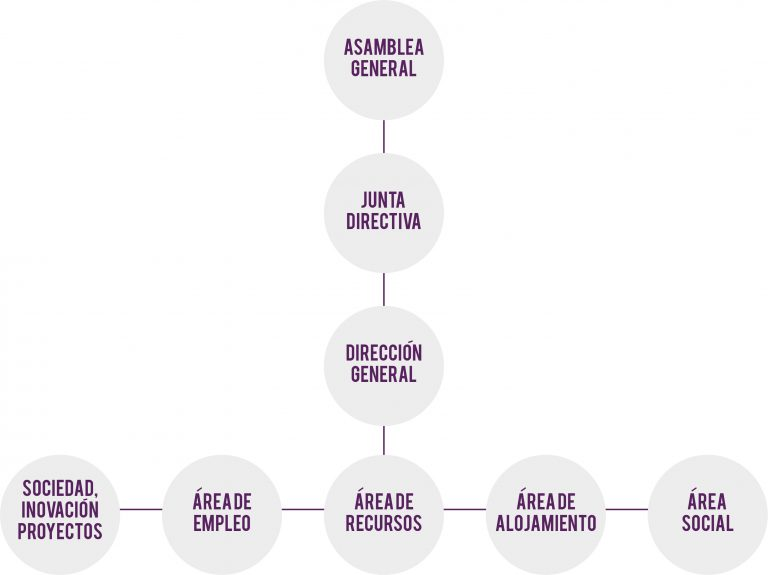 ASAMBLEA
GENERAL
JUNTA
DIRECTIVA
DIRECCIÓN
GENERAL
SOCIEDAD,
INOVACIÓN
PROYECTOS
ÁREA DE
EMPLEO
ÁREA DE
RECURSOS
ÁREA DE
ALOJAMIENTO
ÁREA
SOCIAL